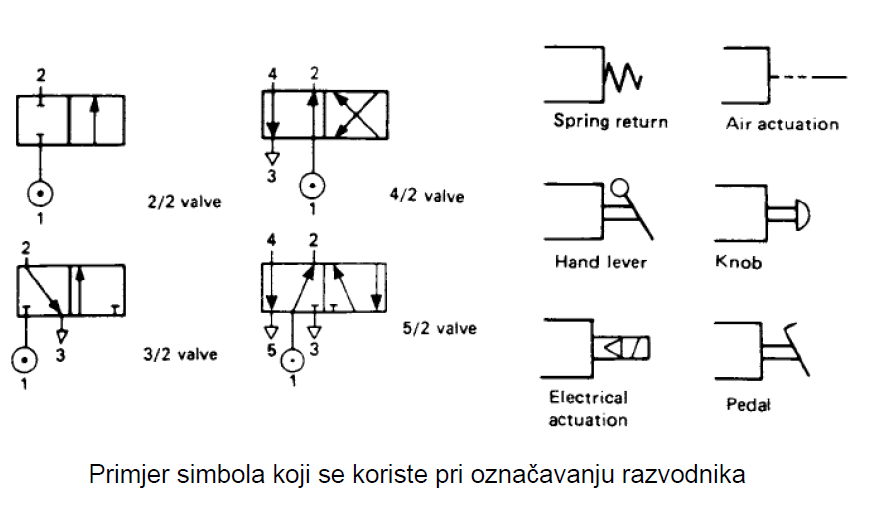 2
1
2/2 valve
4 2
3
1
4/2 valve
2
1
3
3/2 valve
4 2
5 3
1
5/2 valve
Spring return
Air actuation
Hand lever
Knob
Electrical
actuation
Pedal
Primjer simbola koji se koriste pri označavanju razvodnika